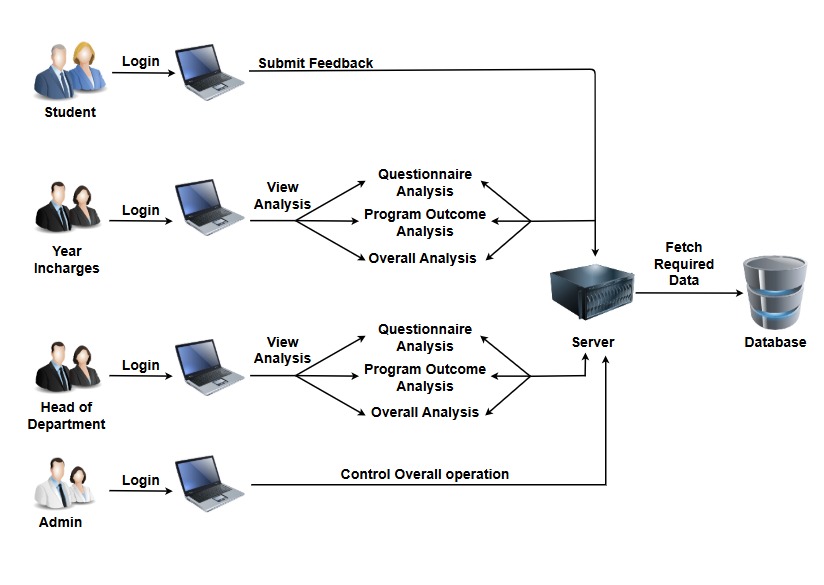 Login
Submit Feedback
Student
Login
View
Analysis
Questionnaire
Analysis
Program Outcome
Analysis
Overall Analysis
Year
Incharges
Fetch
Required
Data
Server
Database
Login
View
Analysis
Questionnaire
Analysis
Program Outcome
Analysis
Overall Analysis
Head of
Department
Login
Control Overall operation
Admin